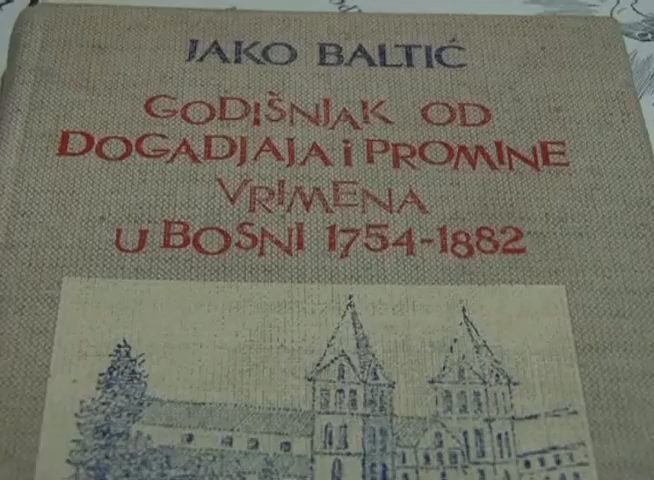 JAKO BALTIĆ
GODIŠNJAK OD
DOGADJAJA i PROMINE
VRIMENA
U BOSNI 1754-1882